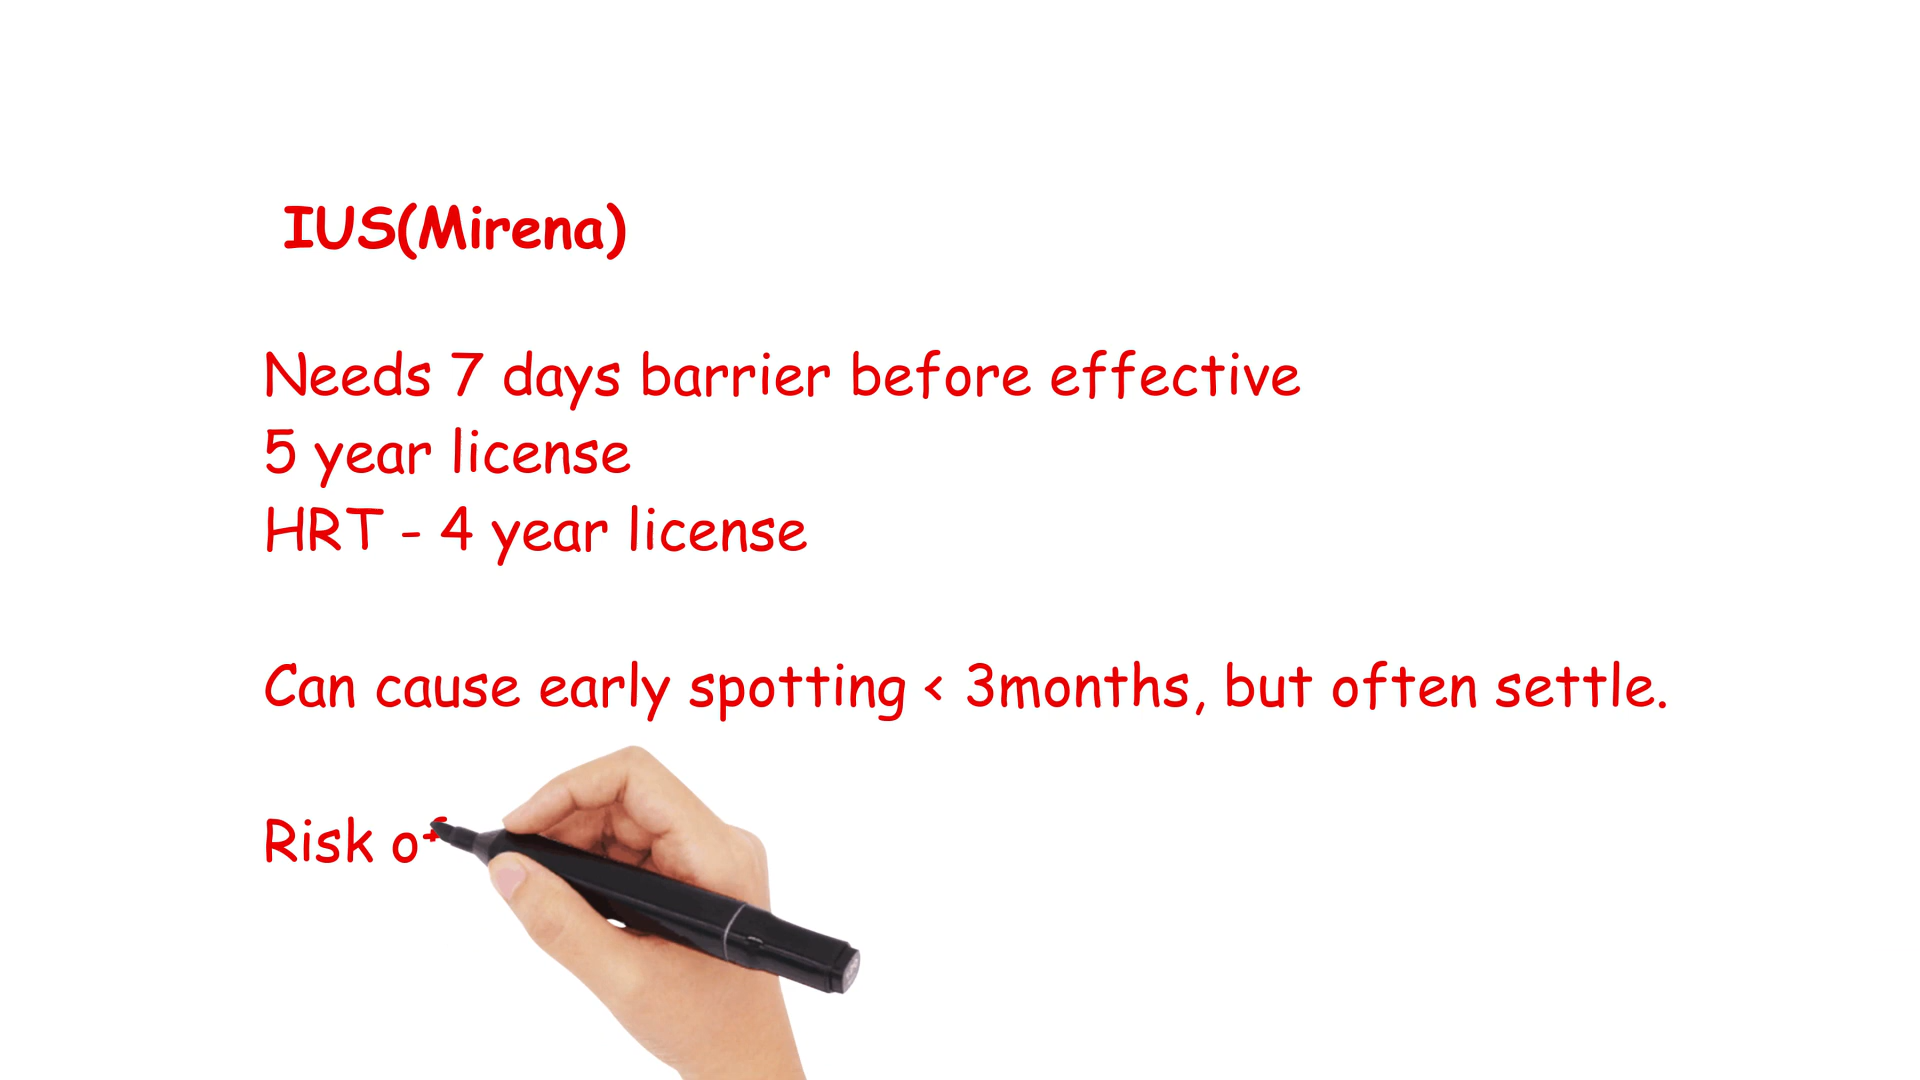 IUS(Mirena)
Needs 7 days barrier before effective
5 year license
HRT - 4 year license
Can cause early spotting < 3months, but often settle.
Risk of